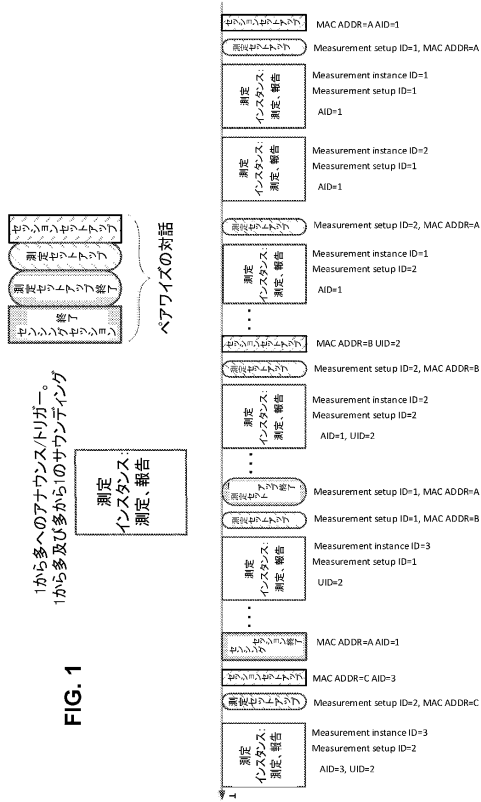 FIG. 1
1から多へのアナウンス/トリガー。
1から多及び多から1のサウンディング
測定
インスタンス:
測定、報告
センシングセッション
終了
測定セットアップ終了
測定セットアップ
セッションセットアップ
ペアワイズの対話
セッションセットアップ
MAC ADDR=A AID=1
測定セットアップ
Measurement setup ID=1, MAC ADDR=A
測定
インスタンス:
測定、報告
Measurement instance ID=1
Measurement setup ID=1
AID=1
測定
インスタンス:
測定、報告
Measurement instance ID=2
Measurement setup ID=1
AID=1
測定セットアップ
Measurement setup ID=2, MAC ADDR=A
測定
インスタンス:
測定、報告
Measurement instance ID=1
Measurement setup ID=2
AID=1
• • •
セッションセットアップ
MAC ADDR=B UID=2
測定セットアップ
Measurement setup ID=2, MAC ADDR=B
測定
インスタンス:
測定、報告
Measurement instance ID=2
Measurement setup ID=2
AID=1, UID=2
• • •
測定セット
アップ終了
Measurement setup ID=1, MAC ADDR=A
測定セットアップ
Measurement setup ID=1, MAC ADDR=B
測定
インスタンス:
測定、報告
Measurement instance ID=3
Measurement setup ID=1
UID=2
• • •
センシング
セッション終了
MAC ADDR=A AID=1
セッションセットアップ
MAC ADDR=C AID=3
測定セットアップ
Measurement setup ID=2, MAC ADDR=C
測定
インスタンス:
測定、報告
Measurement instance ID=3
Measurement setup ID=2
AID=3, UID=2
T